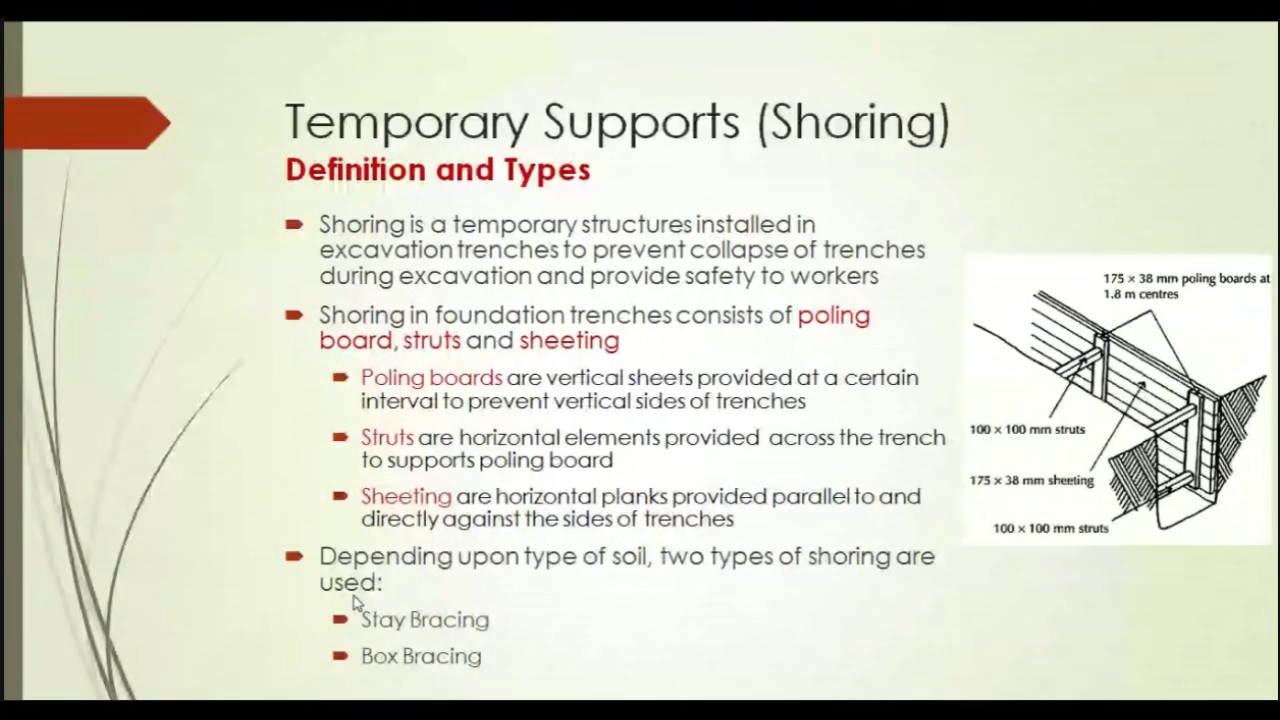 Temporary Supports (Shoring)
Definition and Types
Shoring is a temporary structures installed in
excavation trenches to prevent collapse of trenches
during excavation and provide safety to workers
Shoring in foundation trenches consists of poling
board, struts and sheeting
Poling boards are vertical sheets provided at a certain
interval to prevent vertical sides of trenches
Struts are horizontal elements provided across the trench
to supports poling board
Sheeting are horizontal planks provided parallel to and
directly against the sides of trenches
Depending upon type of soil, two types of shoring are
used:
Stay Bracing
Box Bracing
175 × 38 mm poling boards at
1.8 m centres
100 × 100 mm struts
175 × 38 mm sheeting
100 × 100 mm struts